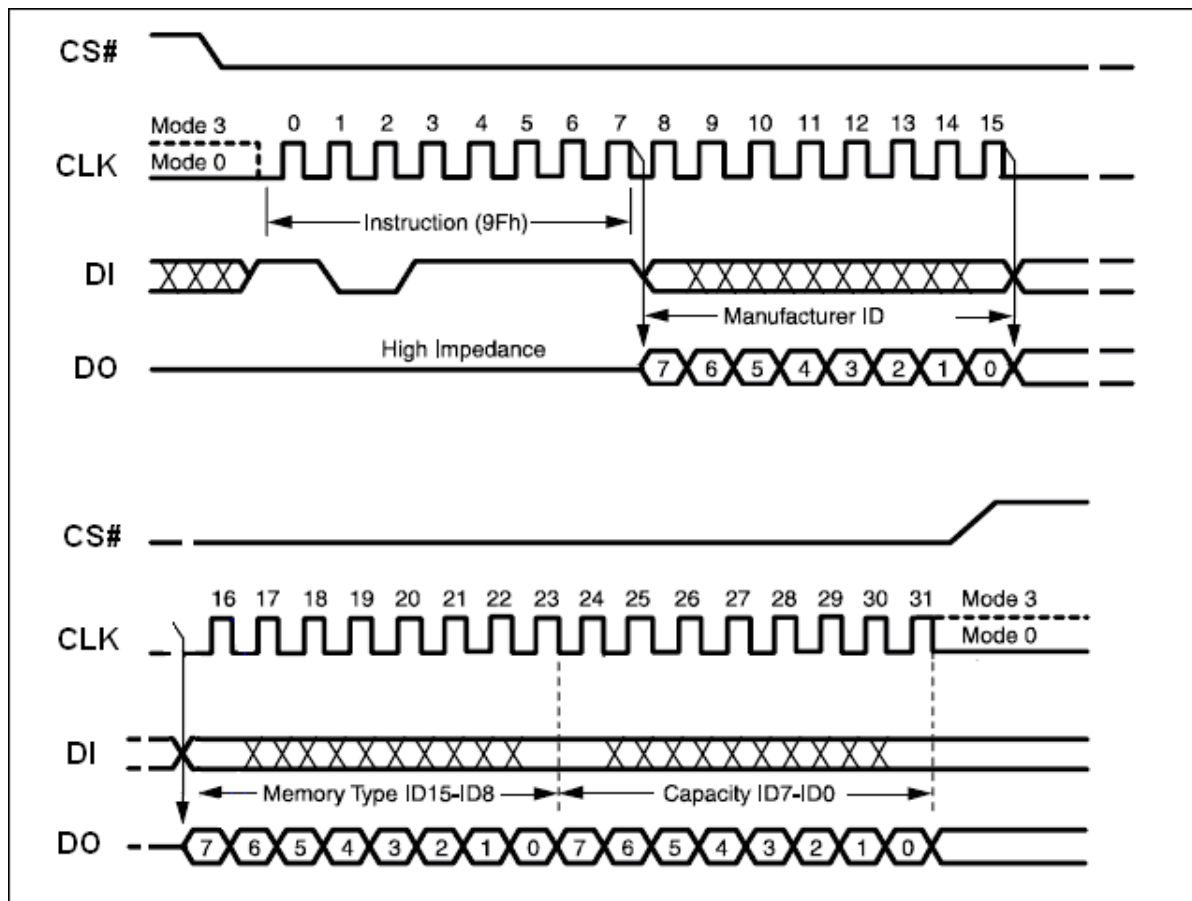 CS#
Mode 3 0 1 2 3 4 5 6 7 8 9 10 11 12 13 14 15
CLK Mode 0
Instruction (9Fh)
DI
Manufacturer ID
High Impedance
DO 7 6 5 4 3 2 1 0
CS#
16 17 18 19 20 21 22 23 24 25 26 27 28 29 30 31 Mode 3
CLK Mode 0
DI
Memory Type ID15-ID8 Capacity ID7-ID0
DO 7 6 5 4 3 2 1 0 7 6 5 4 3 2 1 0